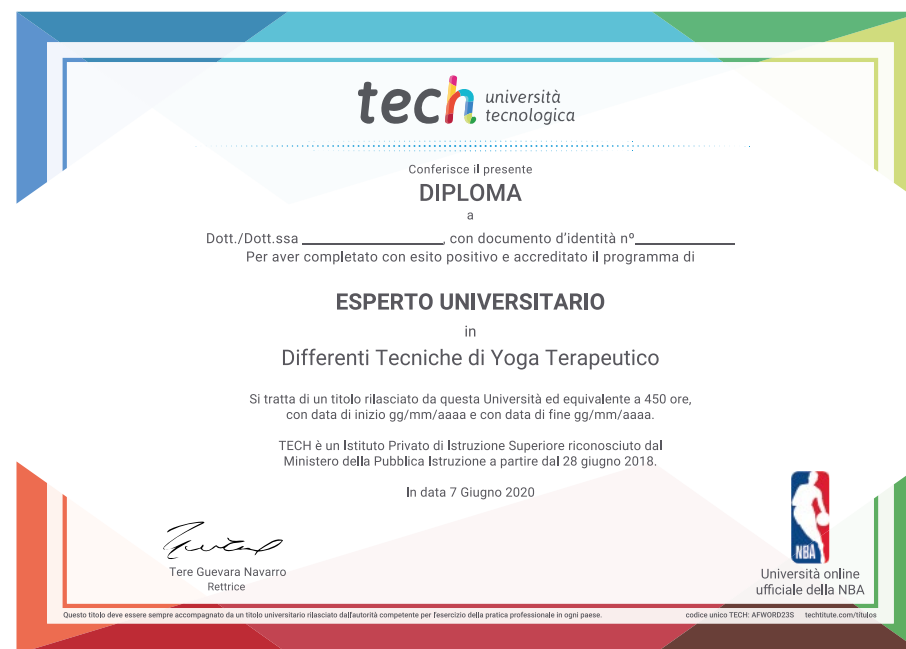 tech università
tecnologica
Conferisce il presente
DIPLOMA
a
Dott./Dott.ssa ____________________, con documento d'identità nº______________
Per aver completato con esito positivo e accreditato il programma di
ESPERTO UNIVERSITARIO
in
Differenti Tecniche di Yoga Terapeutico
Si tratta di un titolo rilasciato da questa Università ed equivalente a 450 ore,
con data di inizio gg/mm/aaaa e con data di fine gg/mm/aaaa.
TECH è un Istituto Privato di Istruzione Superiore riconosciuto dal
Ministero della Pubblica Istruzione a partire dal 28 giugno 2018.
In data 7 Giugno 2020
Tere Guevara Navarro
Rettrice
NBA
Università online
ufficiale della NBA
Questo titolo deve essere sempre accompagnato da un titolo universitario rilasciato dall'autorità competente per l'esercizio della pratica professionale in ogni paese.
codice unico TECH: AFWORD23S techtitute.com/titulos